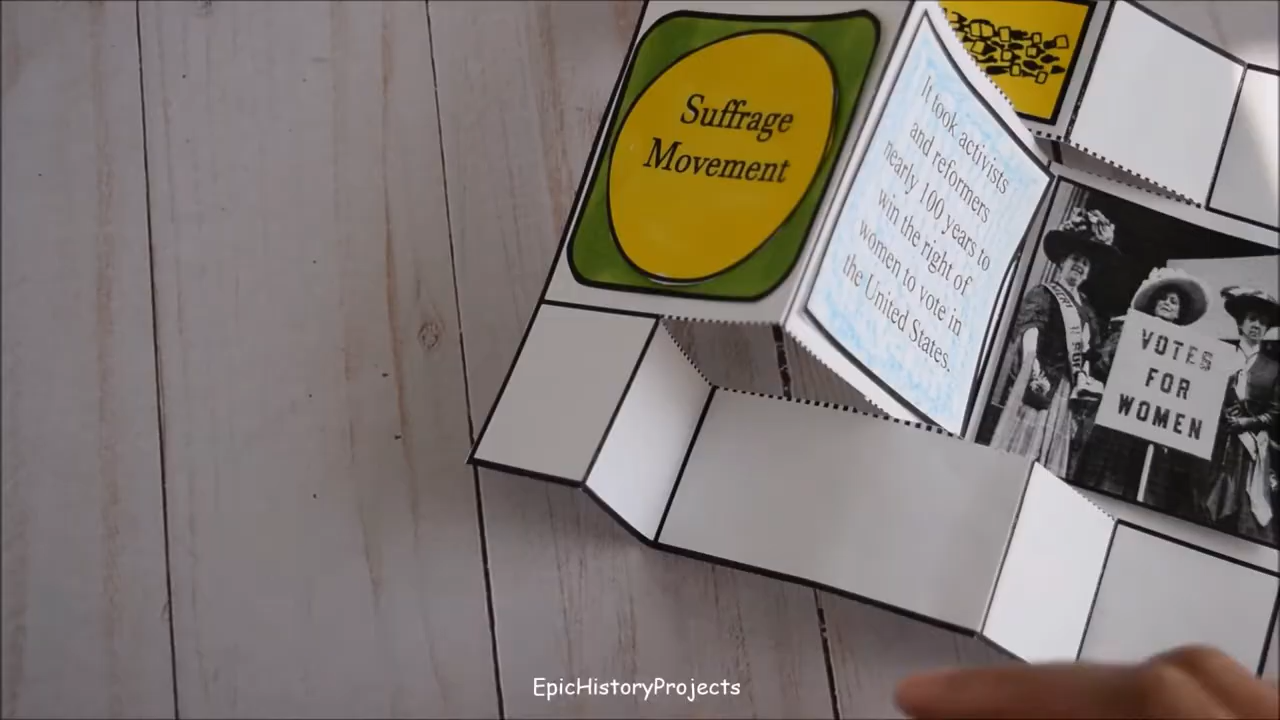 Suffrage
Movement
It took activists
and reformers
nearly 100 years to
win the right of
women to vote in
the United States.
VOTES
FOR
WOMEN
EpicHistoryProjects